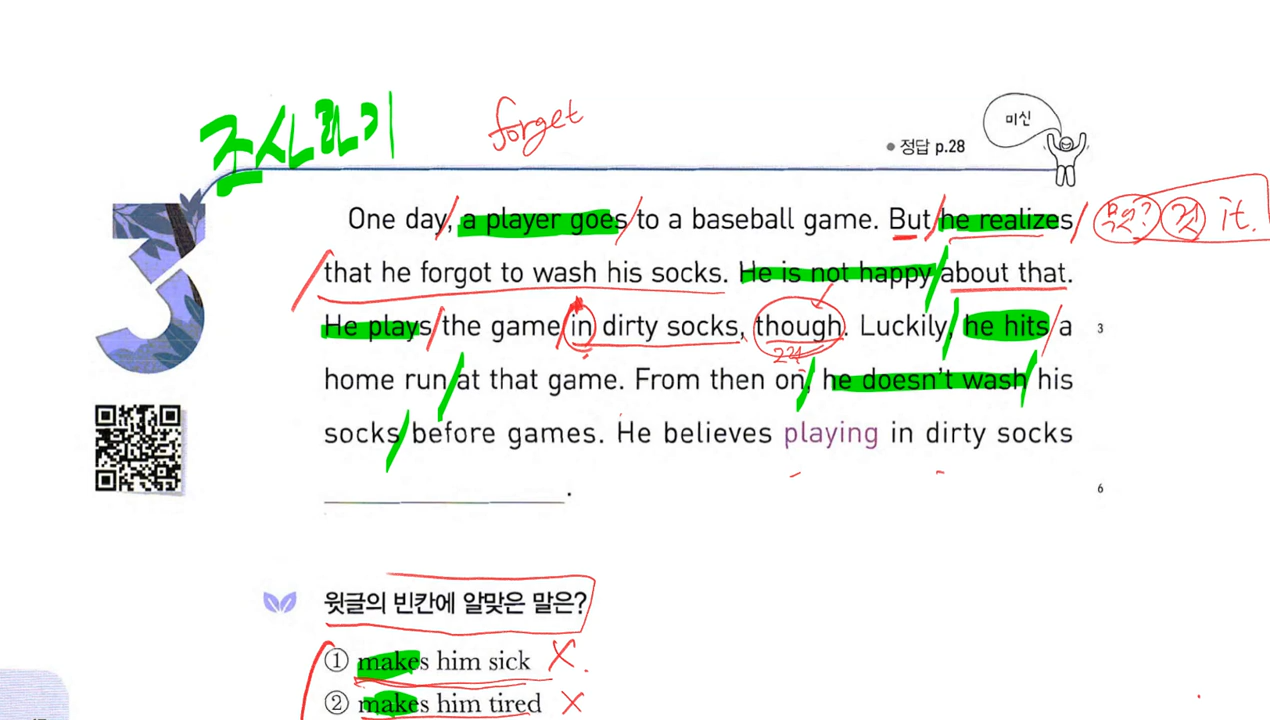 forget
미신
● 정답 p.28
3
One day, a player goes to a baseball game. But he realizes
무엇? 것 it.
that he forgot to wash his socks. He is not happy about that.
He plays the game in dirty socks, though. Luckily, he hits a
3
home run at that game. From then on, he doesn't wash his
socks before games. He believes playing in dirty socks
.
6
윗글의 빈칸에 알맞은 말은?
① makes him sick X.
② makes him tired X